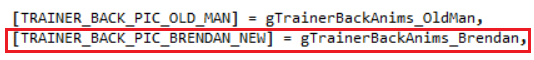 [TRAINER_BACK_PIC_OLD_MAN] = gTrainerBackAnims_OldMan,
[TRAINER_BACK_PIC_BRENDAN_NEW] = gTrainerBackAnims_Brendan,